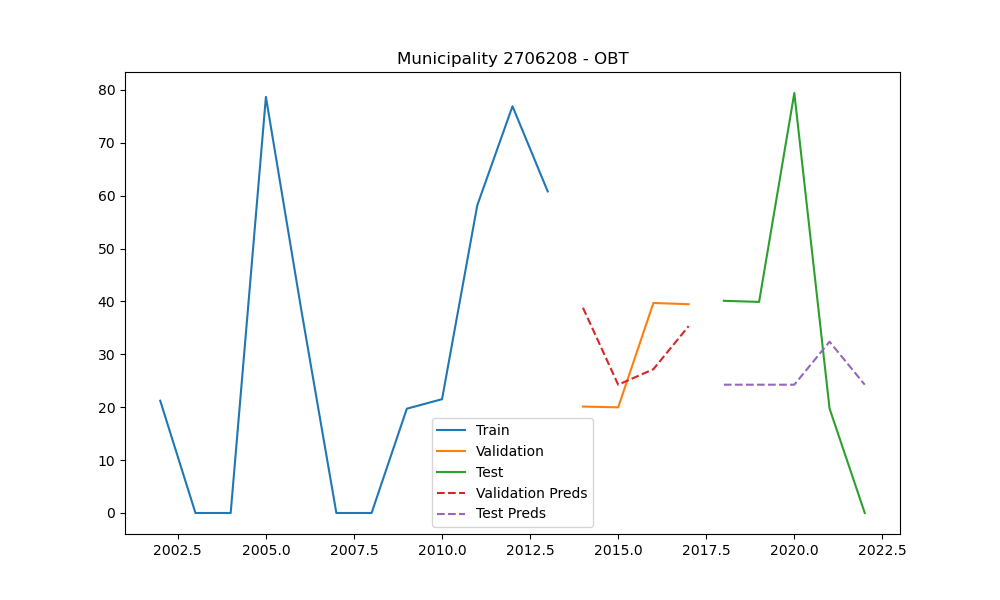 Municipality 2706208 - OBT
80
70
60
50
40
30
20
10
0
Train
Validation
Test
Validation Preds
Test Preds
2002.5 2005.0 2007.5 2010.0 2012.5 2015.0 2017.5 2020.0 2022.5